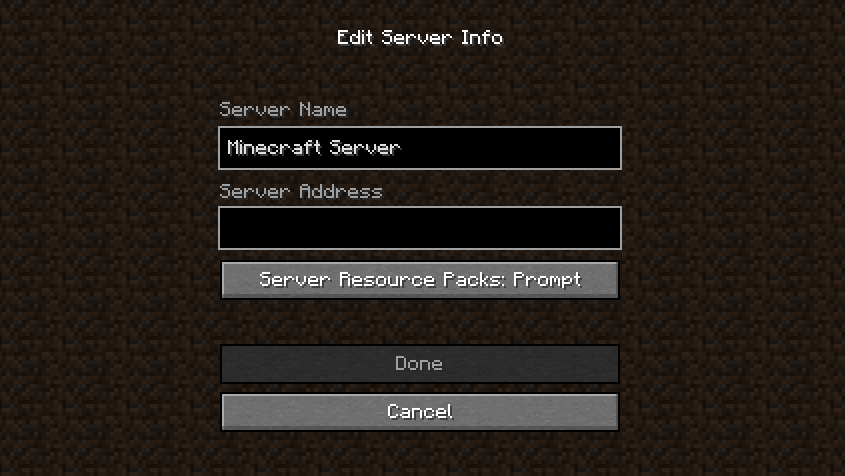 Edit Server Info
Server Name
Minecraft Server
Server Address
Server Resource Packs: Prompt
Done
Cancel